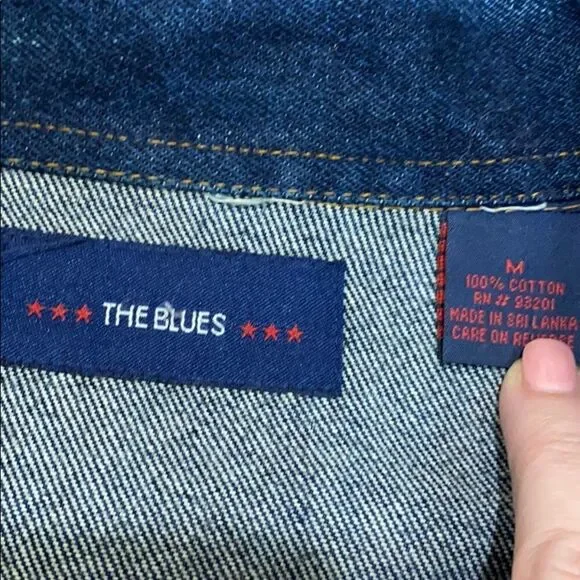 ★★★ THE BLUES ★★★
M
100% COTTON
RN # 93201
MADE IN SRI LANKA
CARE ON REVERSE